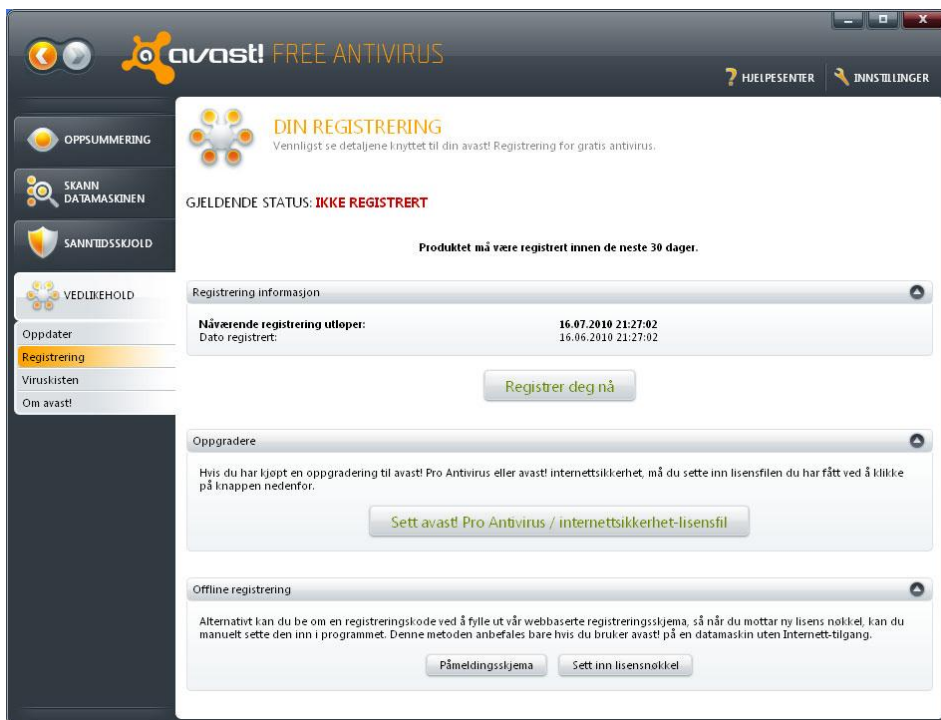 avast! FREE ANTIVIRUS
HJELPESENTER
INNSTILLINGER
OPPSUMMERING
SKANN
DATAMASKINEN
SANNTIDSSKJOLD
VEDLIKEHOLD
Oppdater
Registrering
Viruskisten
Om avast!
DIN REGISTRERING
Vennligst se detaljene knyttet til din avast! Registrering for gratis antivirus.
GJELDENDE STATUS: IKKE REGISTRERT
Produktet må være registrert innen de neste 30 dager.
Registrering informasjon
Nåværende registrering utløper: 16.07.2010 21:27:02
Dato registrert: 16.06.2010 21:27:02
Registrer deg nå
Oppgradere
Hvis du har kjøpt en oppgradering til avast! Pro Antivirus eller avast! internettsikkerhet, må du sette inn lisensfilen du har fått ved å klikke
på knappen nedenfor.
Sett avast! Pro Antivirus / internettsikkerhet-lisensfil
Offline registrering
Alternativt kan du be om en registreringskode ved å fylle ut vår webbaserte registreringsskjema, så når du mottar ny lisens nøkkel, kan du
manuelt sette den inn i programmet. Denne metoden anbefales bare hvis du bruker avast! på en datamaskin uten Internett-tilgang.
Påmeldingsskjema
Sett inn lisensnøkkel